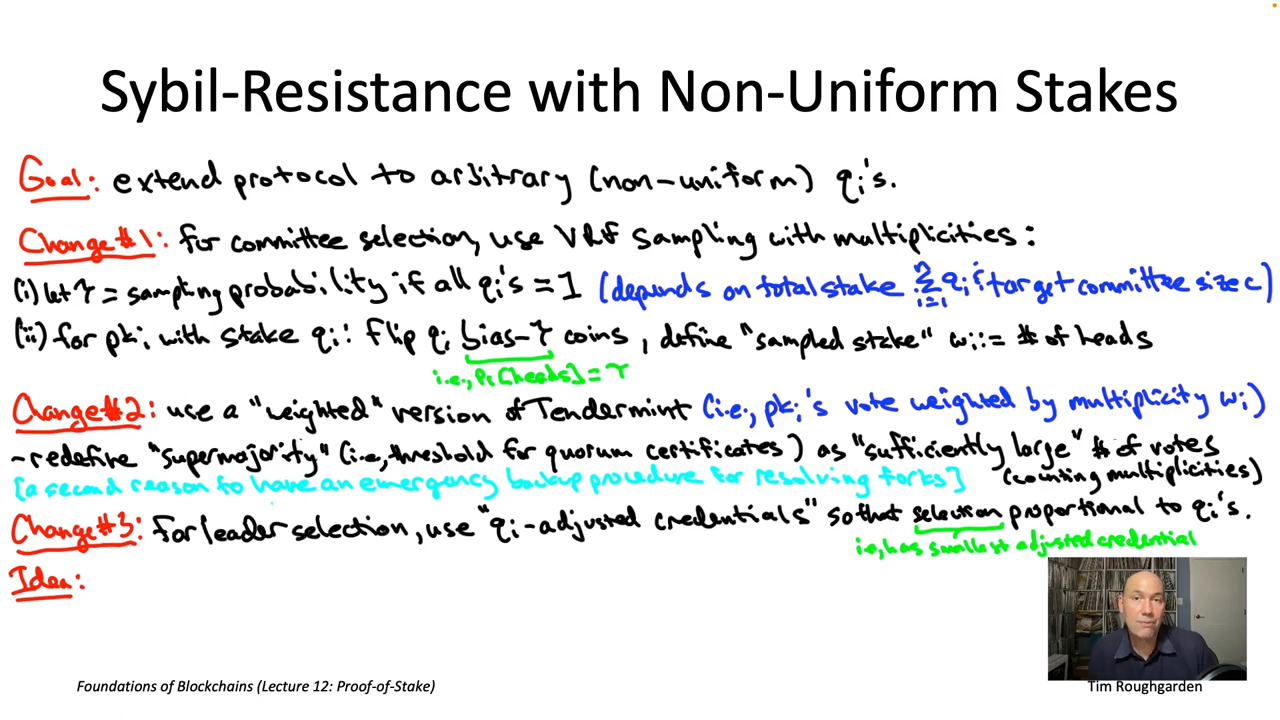 Sybil-Resistance with Non-Uniform Stakes
Goal: extend protocol to arbitrary (non-uniform) qi's.
Change #1: for committee selection, use VRF sampling with multiplicities:
(i) let τ = sampling probability if all qi's = 1 (depends on total stake Σ_{i=1}^{n} qi & target committee size c)
(ii) for pki with stake qi: flip qi bias-τ coins, define "sampled stake" wi := # of heads
i.e., Pr[heads] = τ
Change #2: use a "weighted" version of Tendermint (i.e., pki's vote weighted by multiplicity wi)
- redefine "supermajority" (i.e., threshold for quorum certificates) as "sufficiently large" # of votes
[a second reason to have an emergency backup procedure for resolving forks] (counting multiplicities)
Change #3: For leader selection, use "qi-adjusted credentials" so that selection proportional to qi's.
i.e., has smallest adjusted credential
Idea:
Foundations of Blockchains (Lecture 12: Proof-of-Stake)
Tim Roughgarden